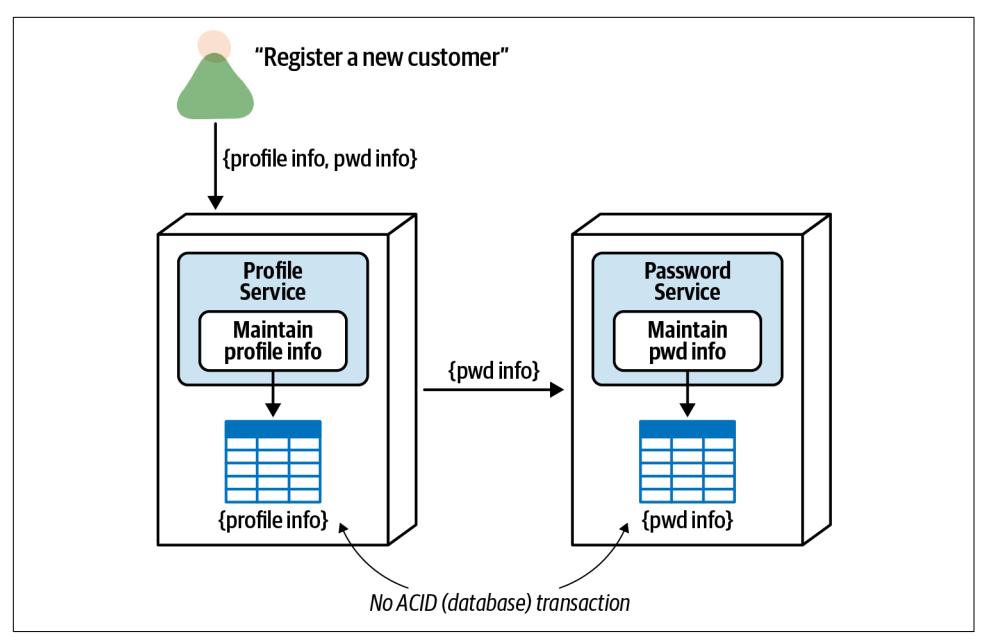 “Register a new customer”
{profile info, pwd info}
Profile
Service
Maintain
profile info
{profile info}
{pwd info}
Password
Service
Maintain
pwd info
{pwd info}
No ACID (database) transaction